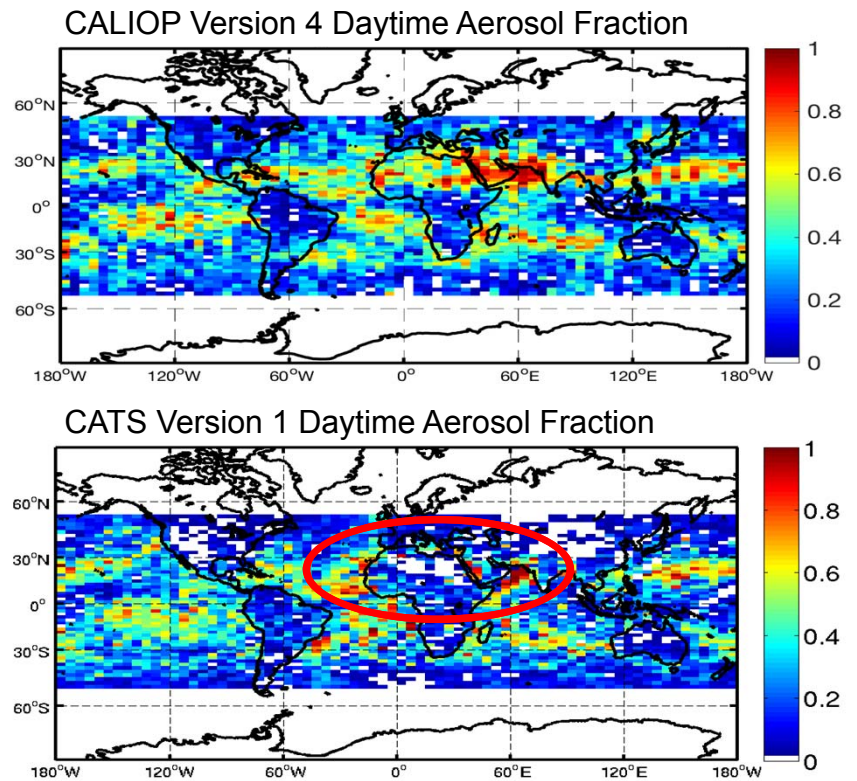 CALIOP Version 4 Daytime Aerosol Fraction
60°N
30°N
0°
30°S
60°S
180°W 120°W 60°W 0° 60°E 120°E 180°W
1
0.8
0.6
0.4
0.2
0
CATS Version 1 Daytime Aerosol Fraction
60°N
30°N
0°
30°S
60°S
180°W 120°W 60°W 0° 60°E 120°E 180°W
1
0.8
0.6
0.4
0.2
0